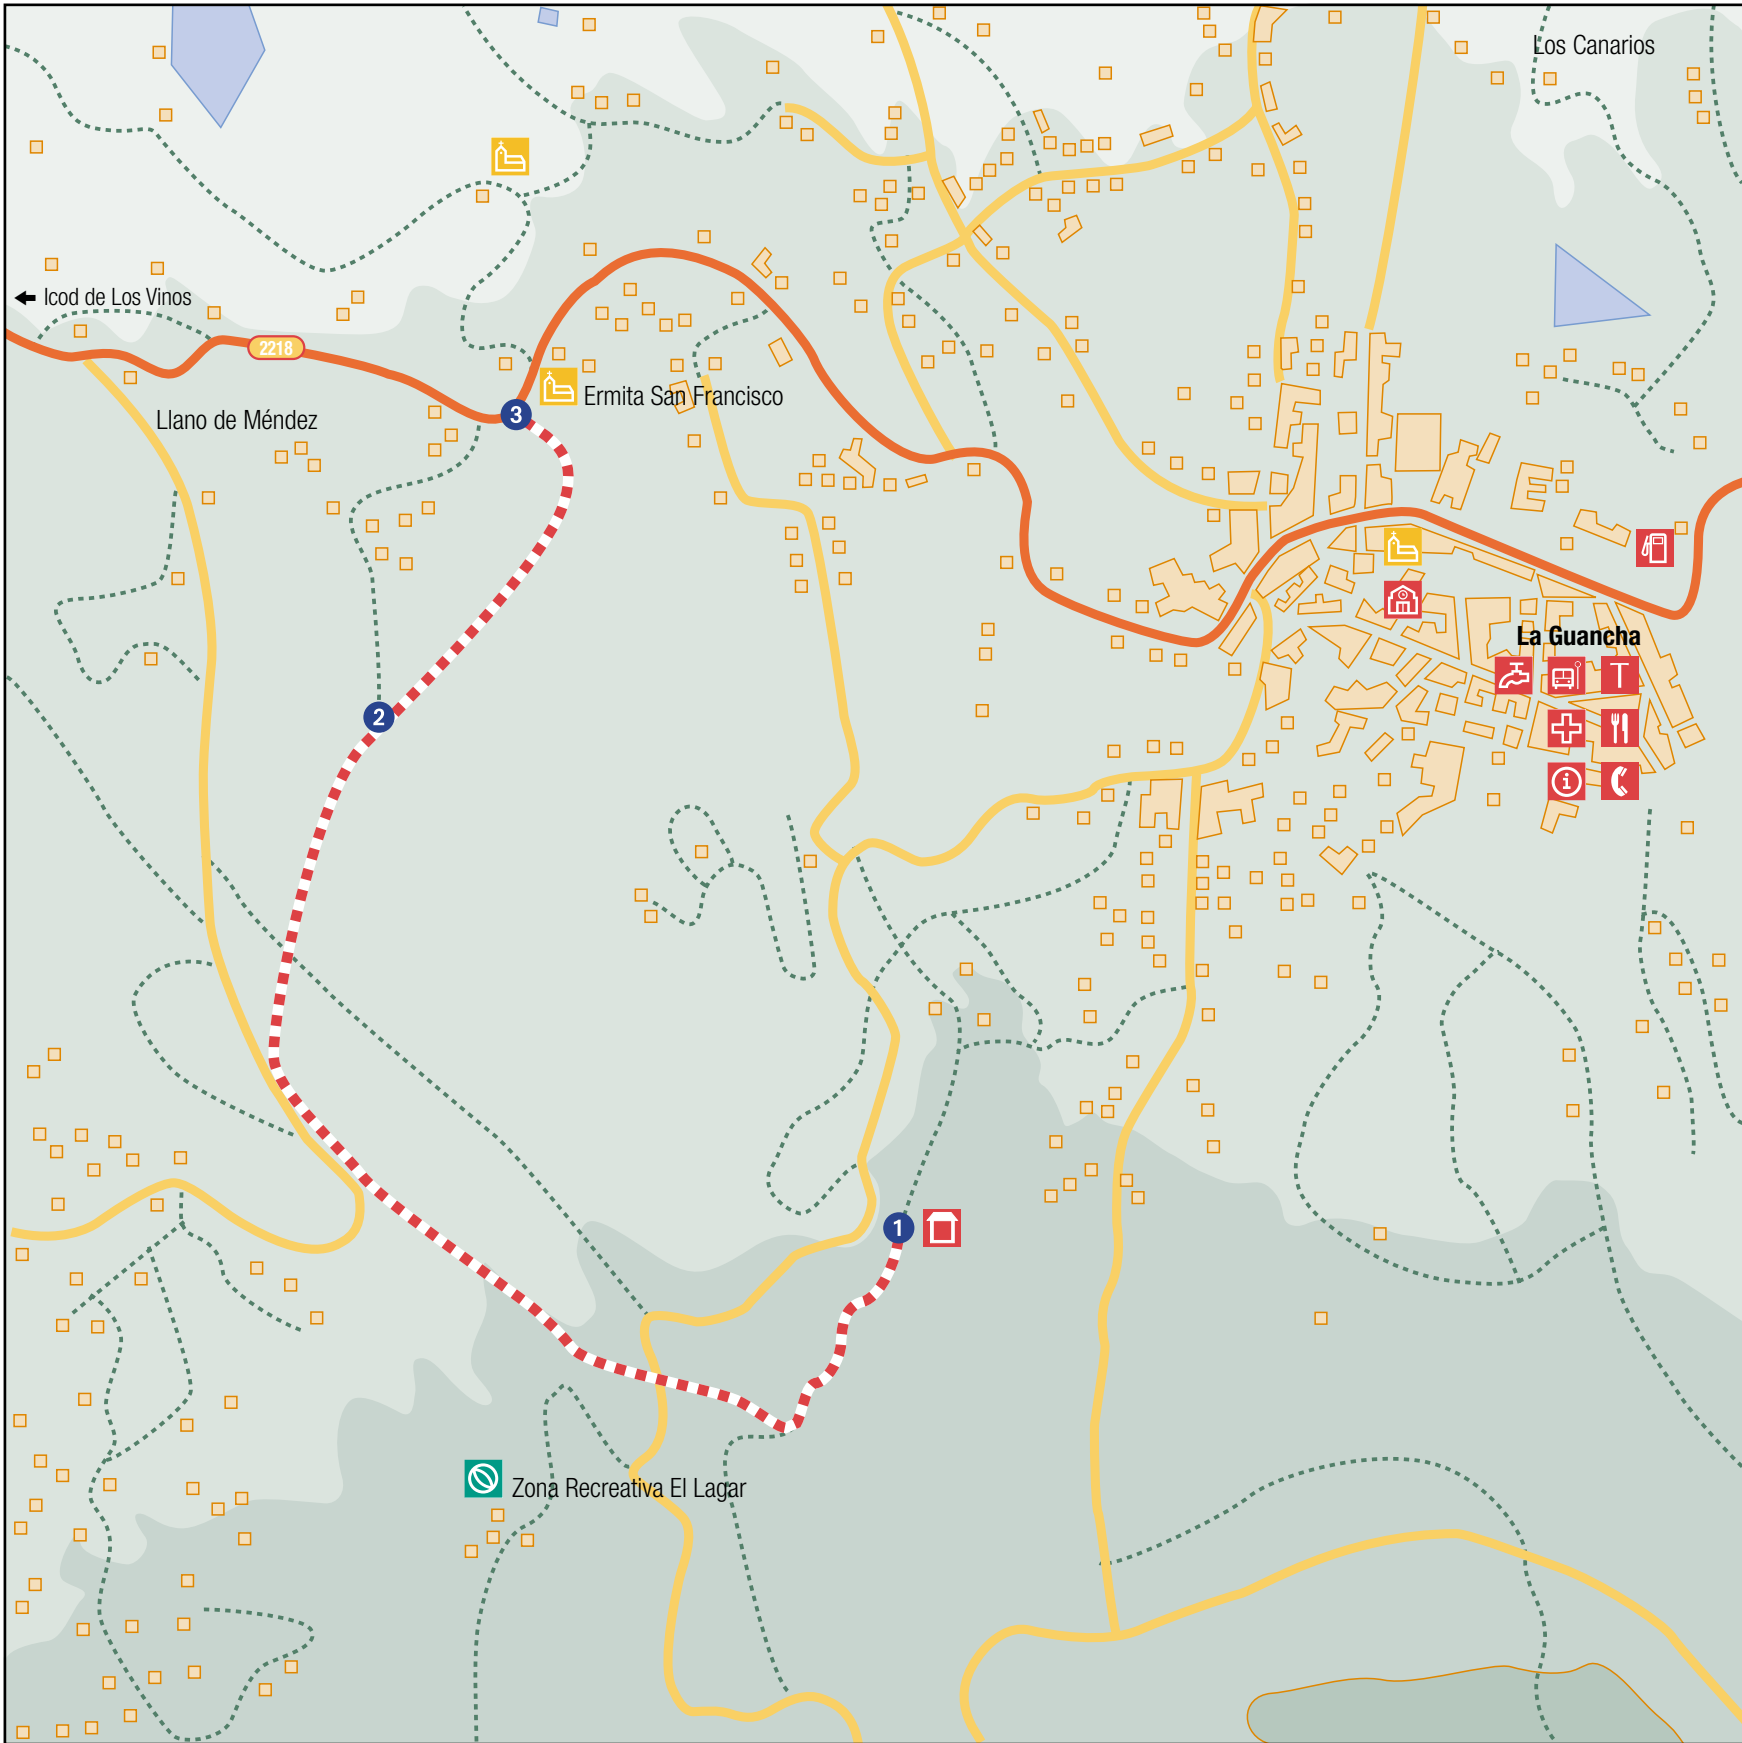 Los Canarios
Icod de Los Vinos
2218
Llano de Méndez
3
Ermita San Francisco
La Guancha
T
2
i
1
Zona Recreativa El Lagar